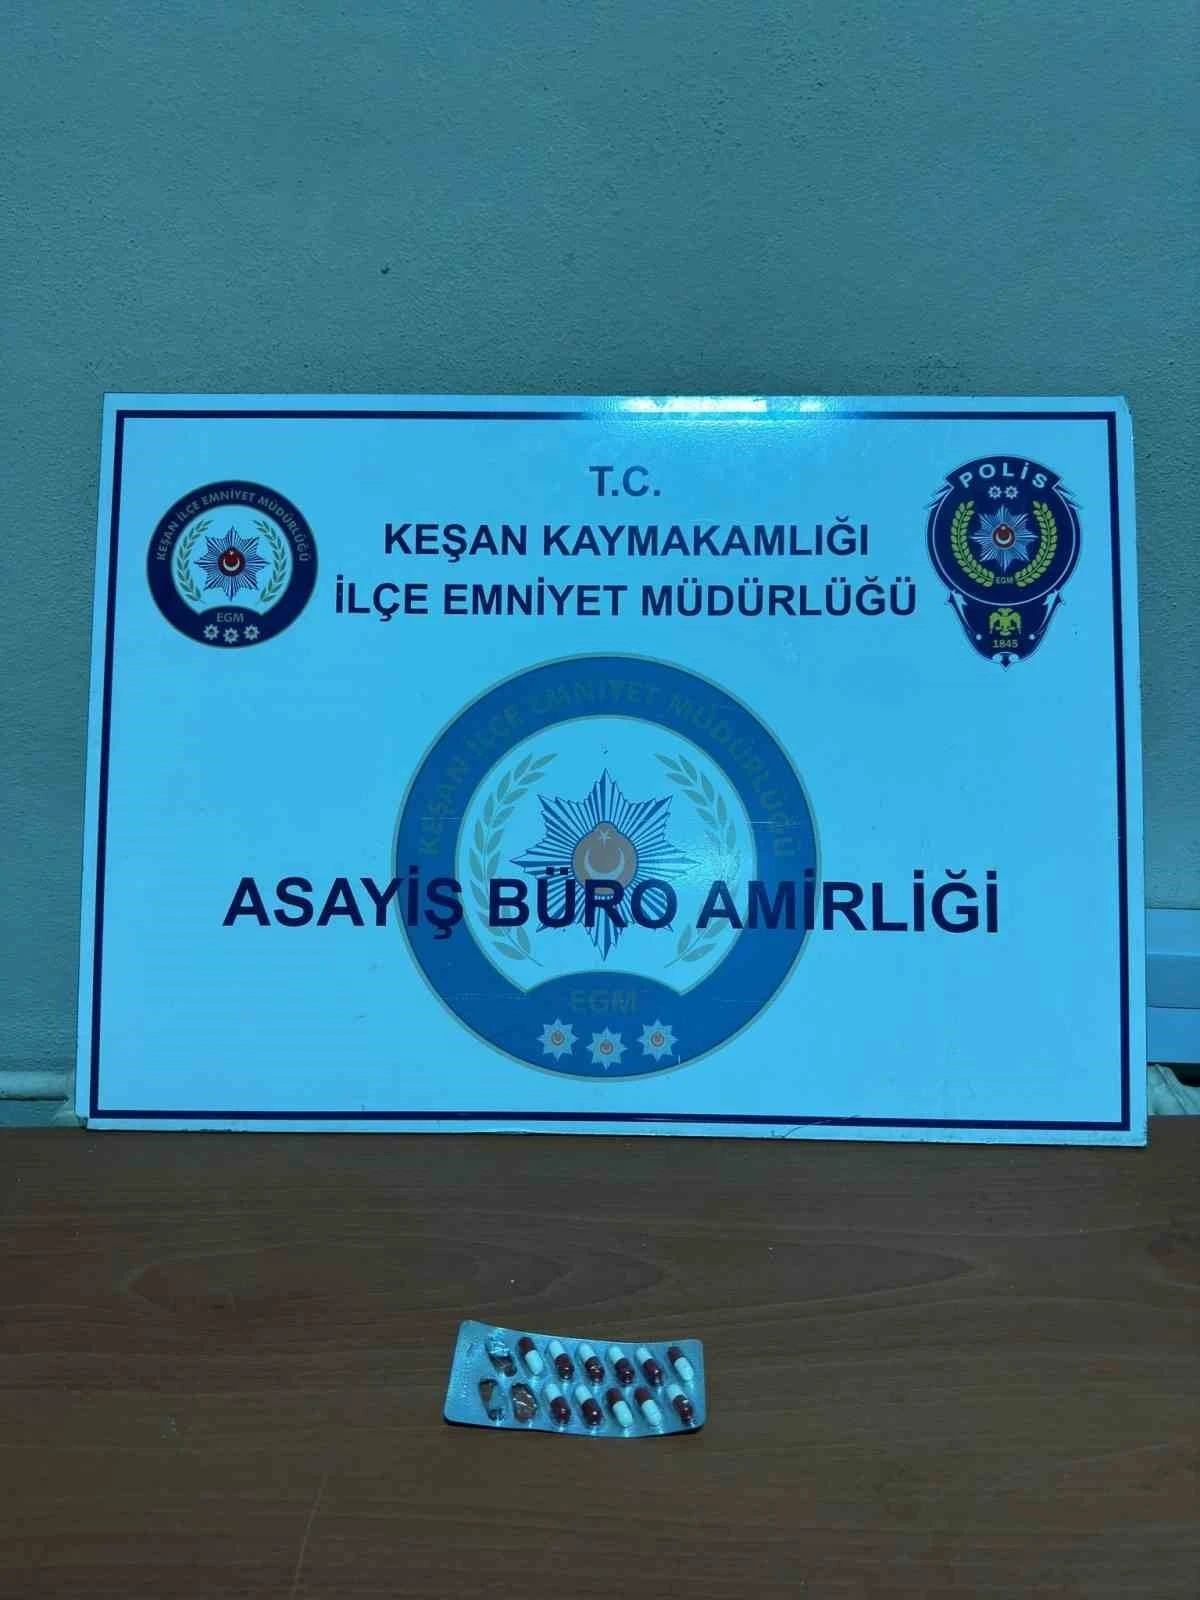 T.C.
KEŞAN KAYMAKAMLIĞI
İLÇE EMNİYET MÜDÜRLÜĞÜ
KEŞAN İLÇE EMNİYET MÜDÜRLÜĞÜ
EGM
POLİS
EGM
1845
KEŞAN İLÇE EMNİYET MÜDÜRLÜĞÜ
ASAYİŞ BÜRO AMİRLİĞİ
EGM